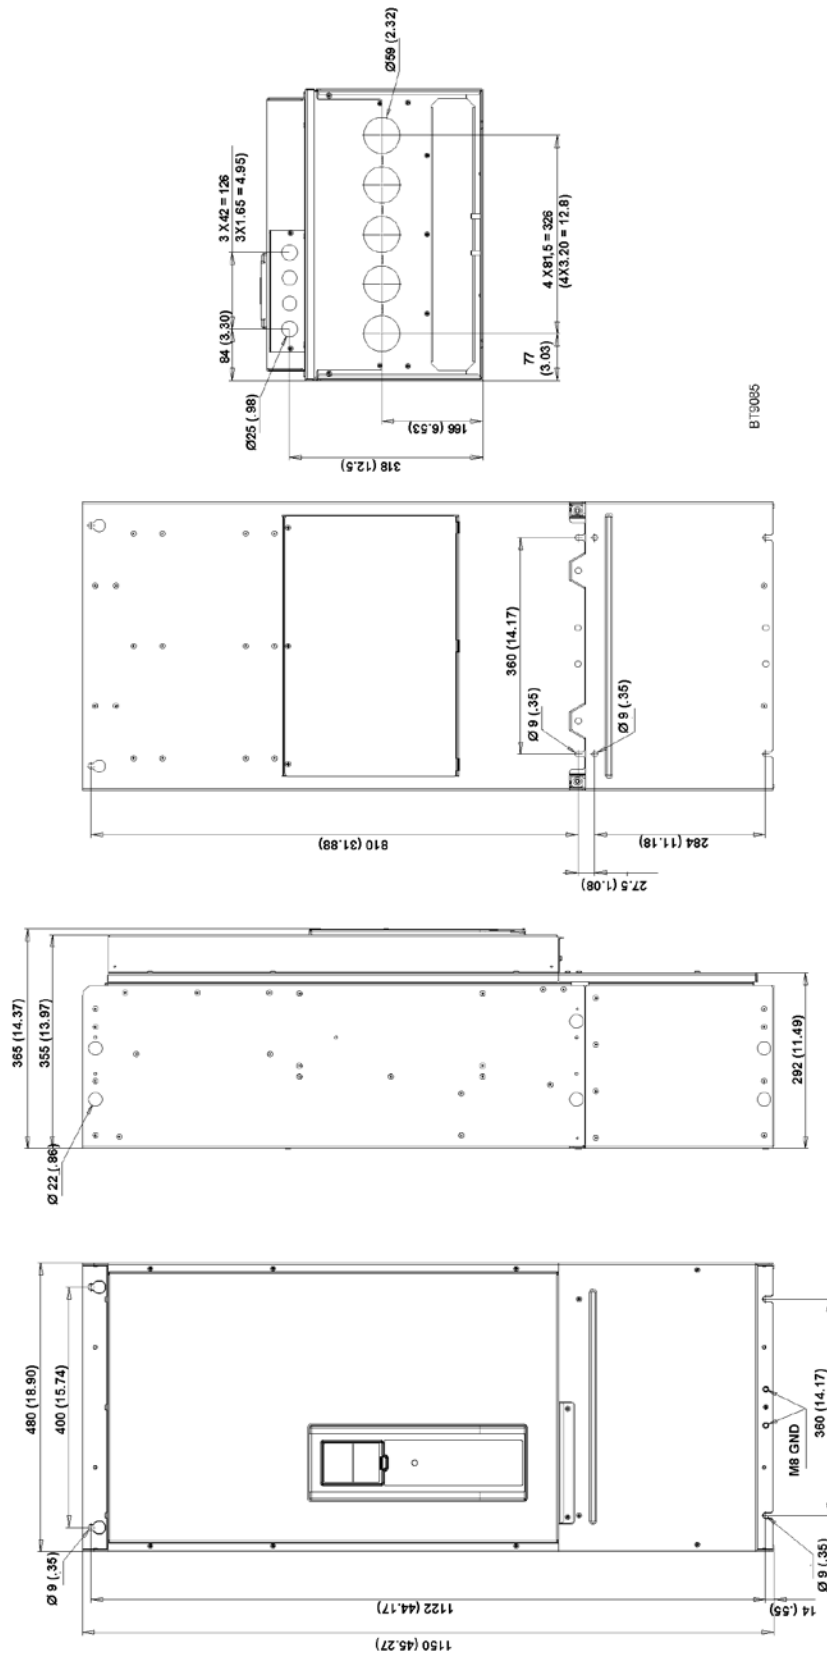 Ø59 (2.32)
3 X 42 = 126
3X1.65 = 4.95)
84 (3.30)
Ø25 (.98)
4 X81,5 = 326
(4X3.20 = 12.8)
77
(3.03)
166 (6.53)
318 (12.5)
BT9085
360 (14.17)
Ø 9 (.35)
Ø 9 (.35)
810 (31.88)
284 (11.18)
27.5 (1.08)
365 (14.37)
355 (13.97)
292 (11.49)
Ø 22 (.86)
480 (18.90)
400 (15.74)
M8 GND
360 (14.17)
Ø 9 (.35)
Ø 9 (.35)
1122 (44.17)
14 (.55)
1150 (45.27)